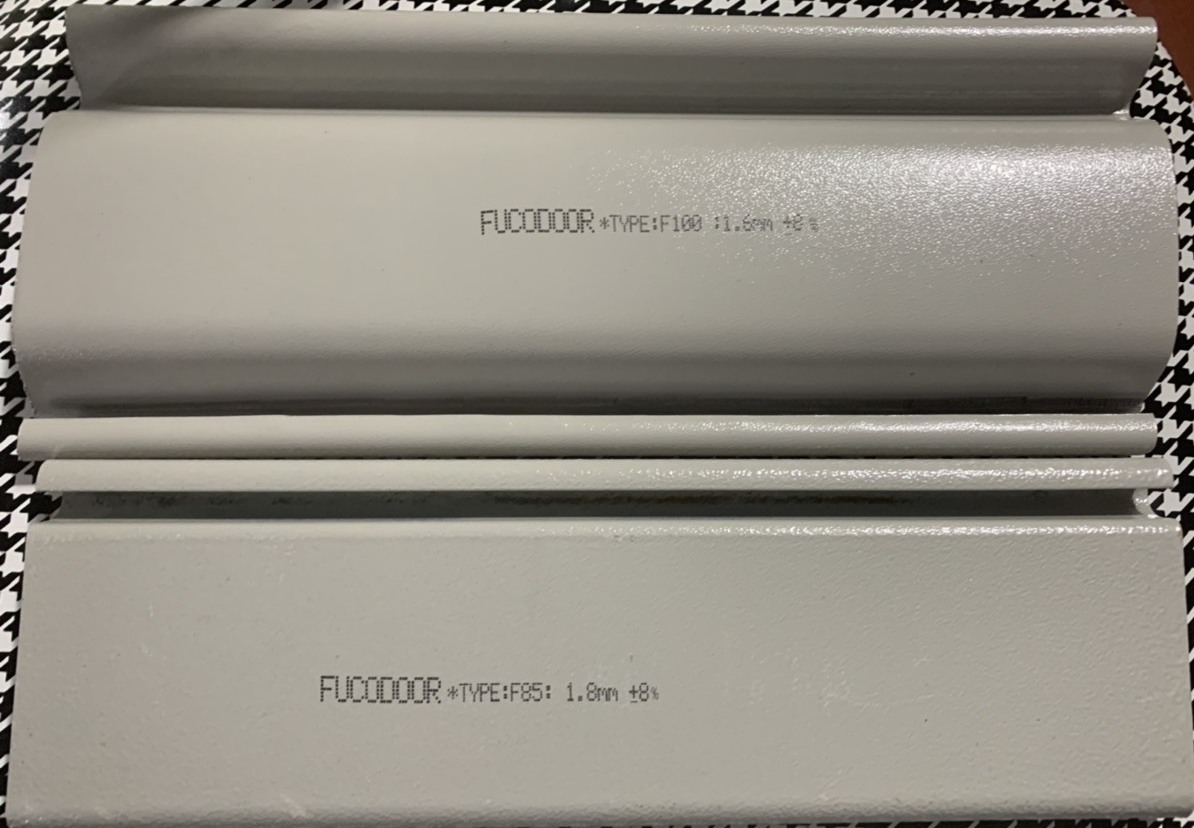 FUCODOOR *TYPE:F100 :1.6mm ±8%
FUCODOOR *TYPE:F85: 1.8mm ±8%